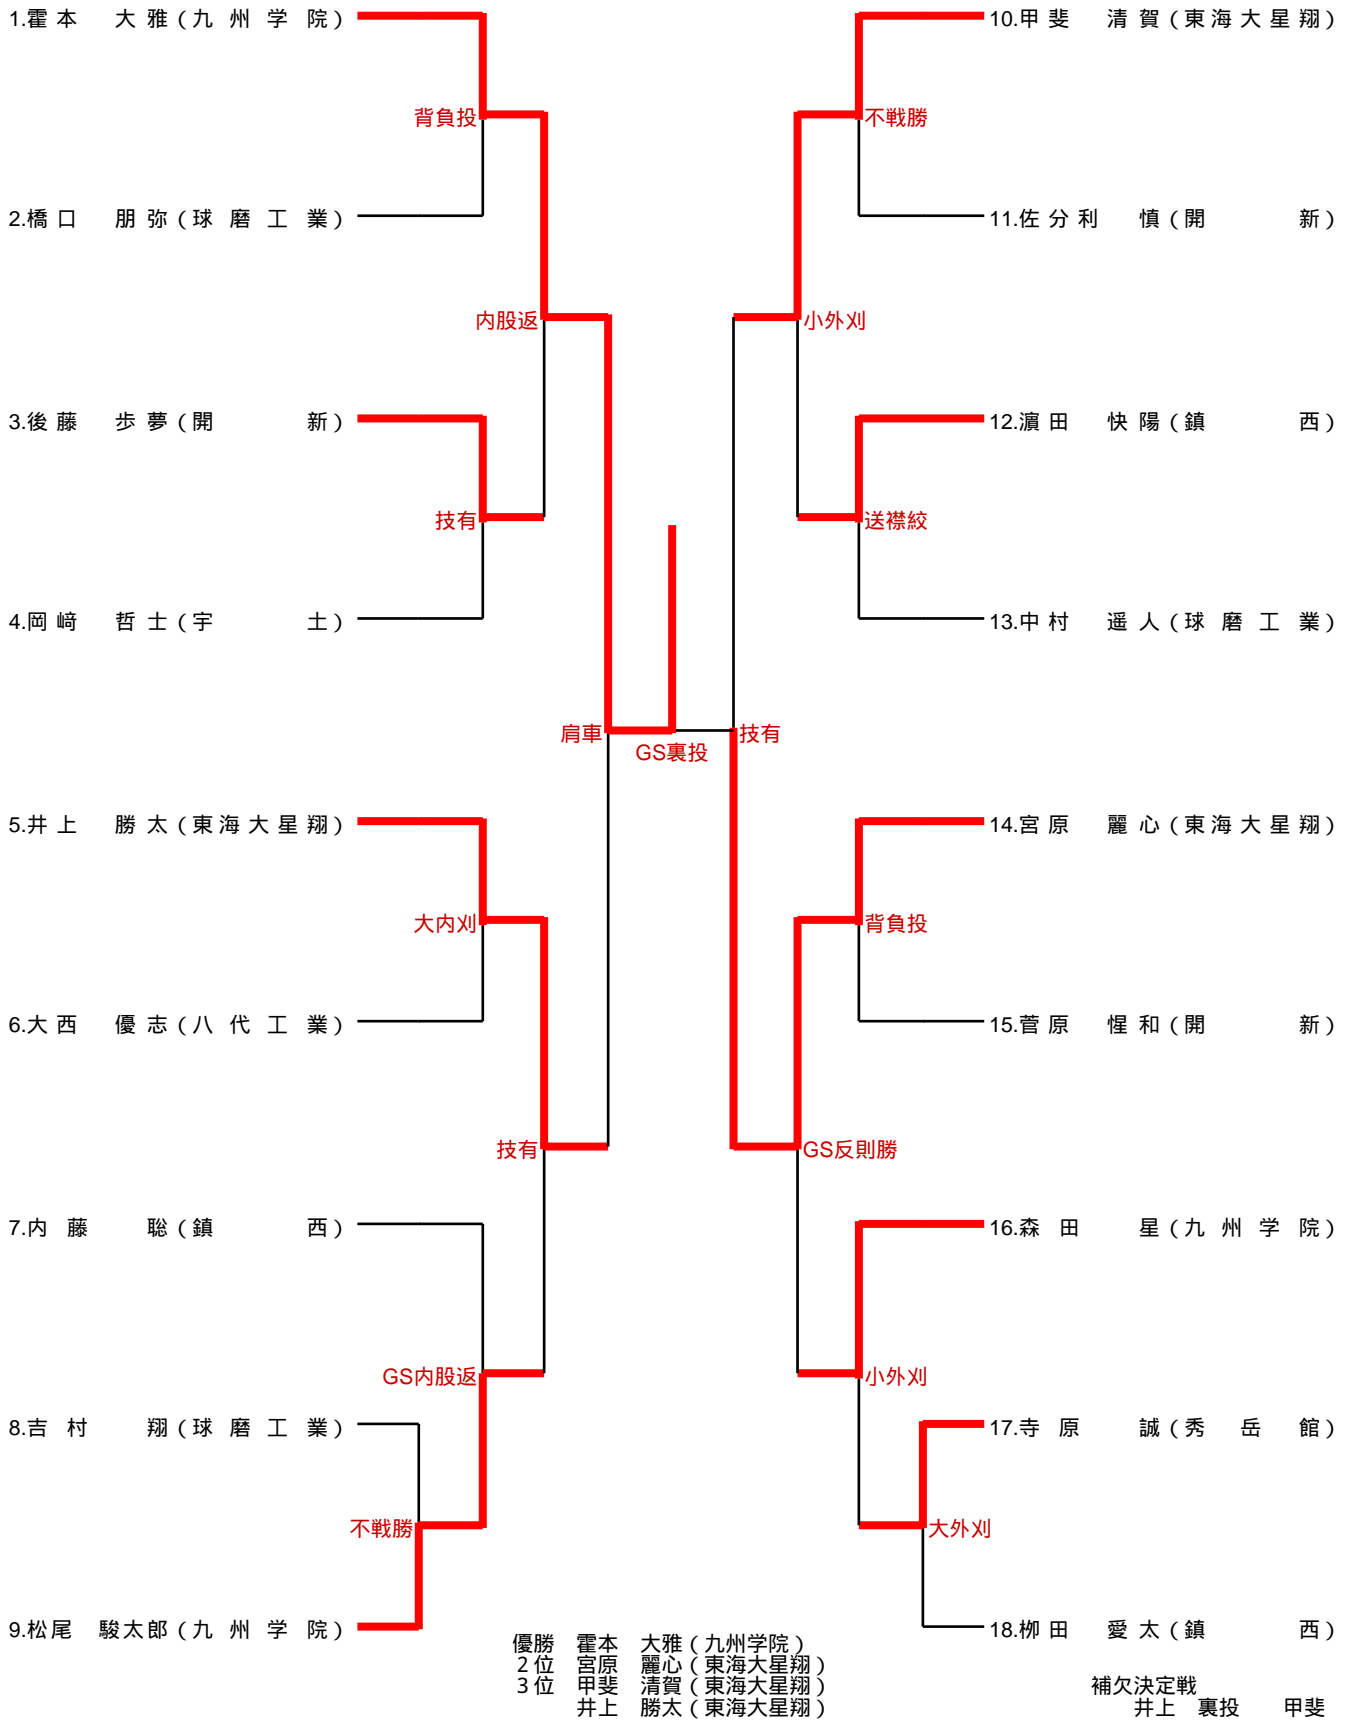 1.霍本 大雅(九州学院)
背負投
2.橋口 朋弥(球磨工業)
内股返
3.後藤 歩夢(開新)
技有
4.岡﨑 哲士(宇土)
肩車
GS裏投
5.井上 勝太(東海大星翔)
大内刈
6.大西 優志(八代工業)
技有
7.内藤 聡(鎮西)
GS内股返
8.吉村 翔(球磨工業)
不戦勝
9.松尾 駿太郎(九州学院)
10.甲斐 清賀(東海大星翔)
不戦勝
11.佐分利 慎(開新)
小外刈
12.濵田 快陽(鎮西)
送襟絞
13.中村 遥人(球磨工業)
技有
14.宮原 麗心(東海大星翔)
背負投
15.菅原 惺和(開新)
GS反則勝
16.森田 星(九州学院)
小外刈
17.寺原 誠(秀岳館)
大外刈
18.栁田 愛太(鎮西)
優勝 霍本 大雅(九州学院)
2位 宮原 麗心(東海大星翔)
3位 甲斐 清賀(東海大星翔)
井上 勝太(東海大星翔)
補欠決定戦
井上 裏投 甲斐